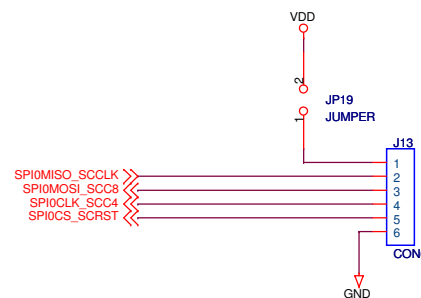 VDD
2
JP19
JUMPER
1
J13
1
SPI0MISO_SCCLK
2
SPI0MOSI_SCC8
3
SPI0CLK_SCC4
4
SPI0CS_SCRST
5
6
CON
GND